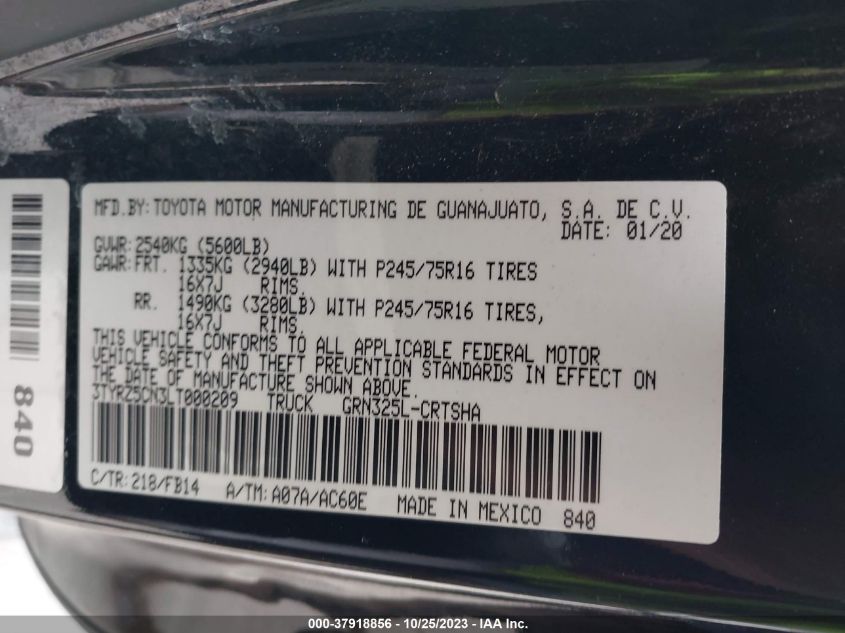 MFD.BY:TOYOTA MOTOR MANUFACTURING DE GUANAJUATO, S.A. DE C.V.
DATE: 01/20
GVWR:2540KG (5600LB)
GAWR:FRT. 1335KG (2940LB) WITH P245/75R16 TIRES
16X7J RIMS.
RR. 1490KG (3280LB) WITH P245/75R16 TIRES,
16X7J RIMS.
THIS VEHICLE CONFORMS TO ALL APPLICABLE FEDERAL MOTOR
VEHICLE SAFETY AND THEFT PREVENTION STANDARDS IN EFFECT ON
THE DATE OF MANUFACTURE SHOWN ABOVE.
3TYRZ5CN3LT000209 TRUCK GRN325L-CRTSHA
C/TR:218/FB14 A/TM:A07A/AC60E MADE IN MEXICO 840
840
000-37918856 - 10/25/2023 - IAA Inc.